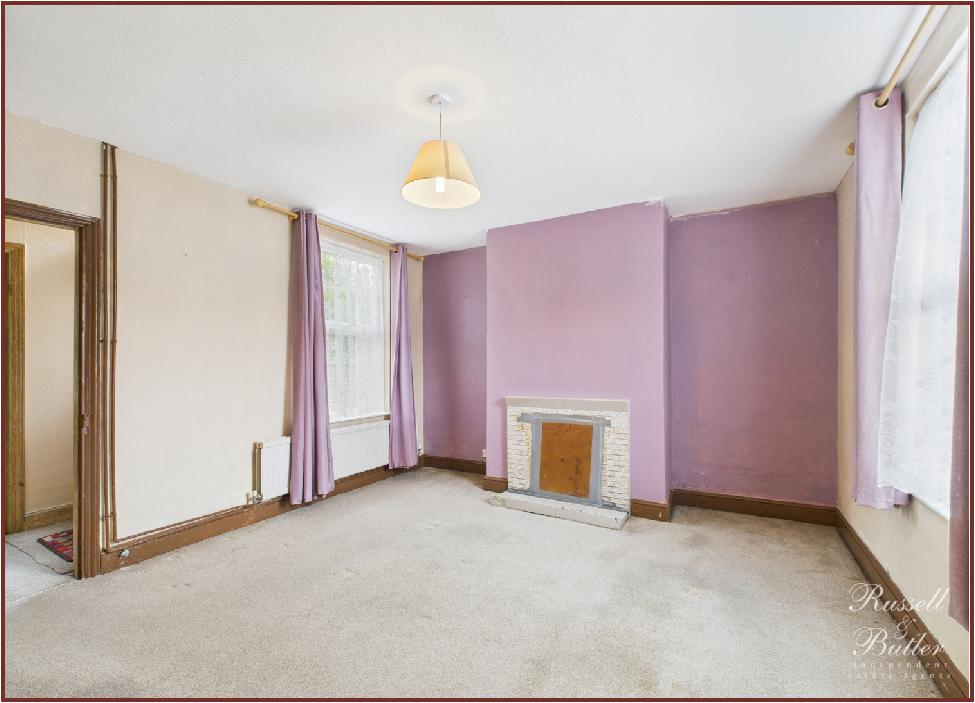 Russell
&
Butler
independent
estate agents